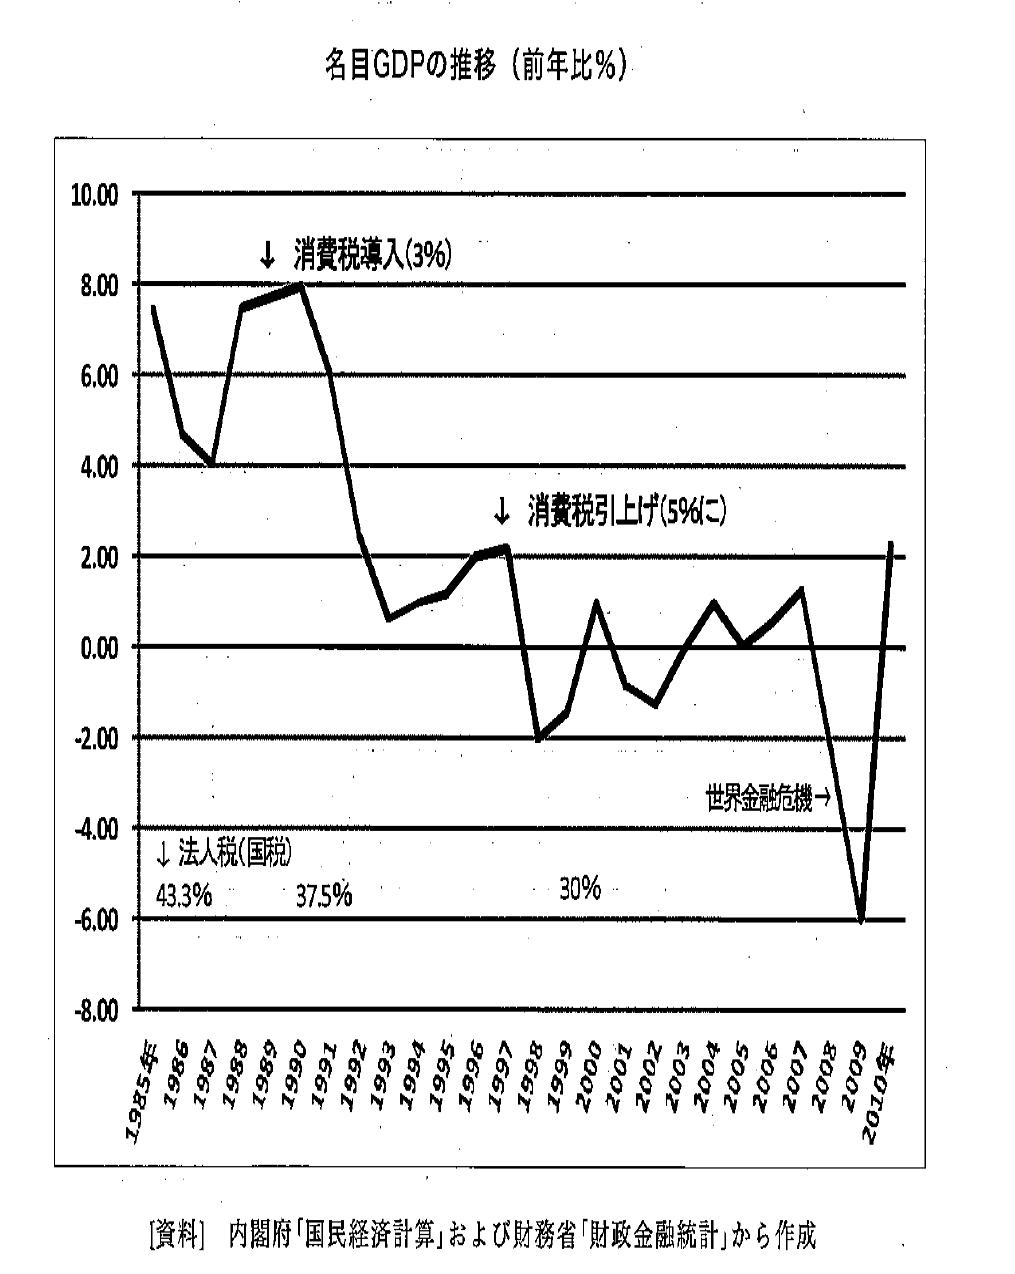 名目GDPの推移（前年比％）
10.00
↓ 消費税導入(3%)
8.00
6.00
4.00
↓ 消費税引上げ(5%に)
2.00
0.00
-2.00
世界金融危機→
-4.00
↓ 法人税(国税)
43.3% 37.5% 30%
-6.00
-8.00
1985年 1986 1987 1988 1989 1990 1991 1992 1993 1994 1995 1996 1997 1998 1999 2000 2001 2002 2003 2004 2005 2006 2007 2008 2009 2010年
[資料] 内閣府「国民経済計算」および財務省「財政金融統計」から作成